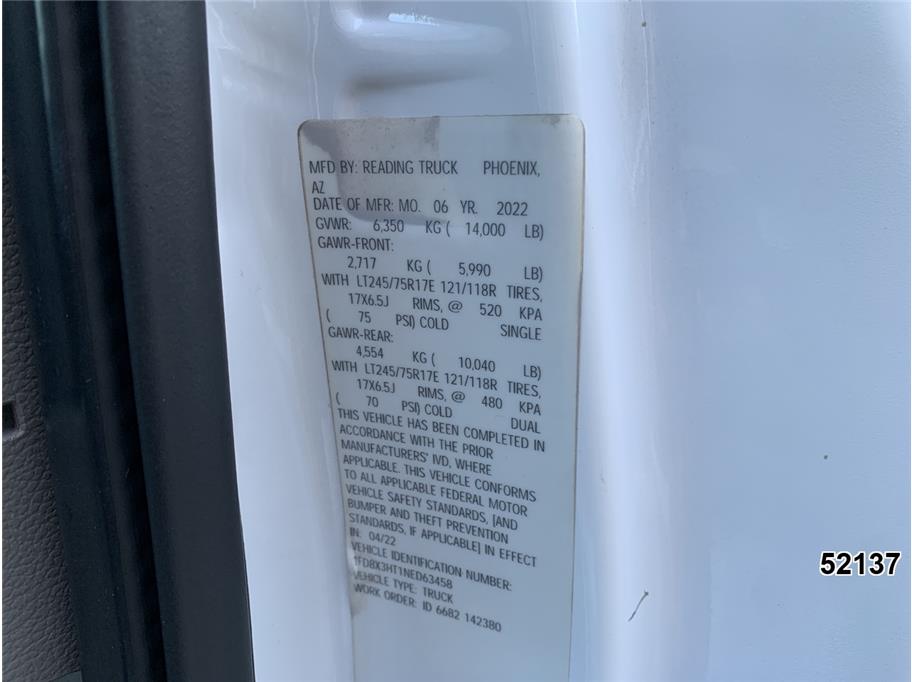 MFD BY: READING TRUCK PHOENIX,
AZ
DATE OF MFR: MO. 06 YR. 2022
GVWR: 6,350 KG ( 14,000 LB)
GAWR-FRONT:
2,717 KG ( 5,990 LB)
WITH LT245/75R17E 121/118R TIRES,
17X6.5J RIMS, @ 520 KPA
( 75 PSI) COLD SINGLE
GAWR-REAR:
4,554 KG ( 10,040 LB)
WITH LT245/75R17E 121/118R TIRES,
17X6.5J RIMS, @ 480 KPA
( 70 PSI) COLD DUAL
THIS VEHICLE HAS BEEN COMPLETED IN
ACCORDANCE WITH THE PRIOR
MANUFACTURERS' IVD, WHERE
APPLICABLE. THIS VEHICLE CONFORMS
TO ALL APPLICABLE FEDERAL MOTOR
VEHICLE SAFETY STANDARDS, [AND
BUMPER AND THEFT PREVENTION
STANDARDS, IF APPLICABLE] IN EFFECT
IN: 04/22
VEHICLE IDENTIFICATION NUMBER:
1FD8X3HT1NED63458
VEHICLE TYPE: TRUCK
WORK ORDER: ID 6682 142380
52137